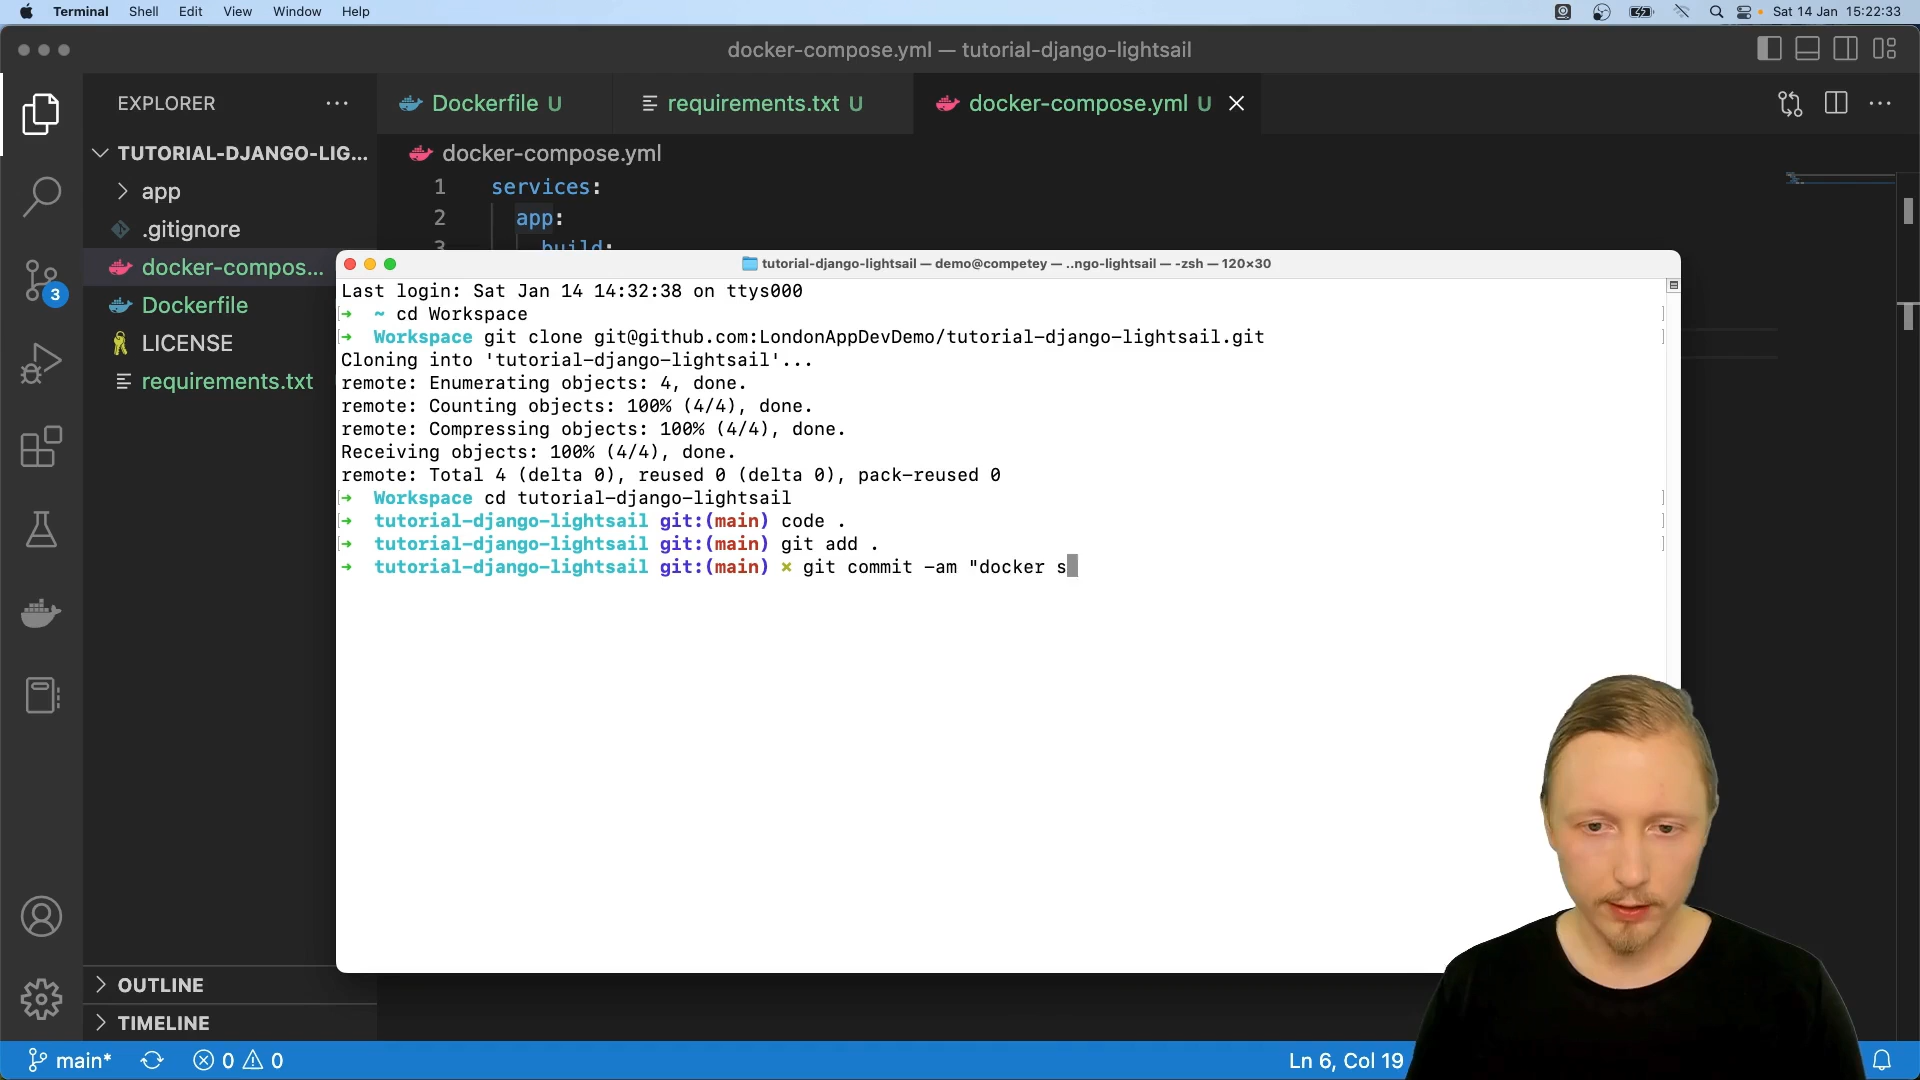 Terminal Shell Edit View Window Help Sat 14 Jan 15:22:33
docker-compose.yml — tutorial-django-lightsail
EXPLORER ··· Dockerfile U requirements.txt U docker-compose.yml U
TUTORIAL-DJANGO-LIG... docker-compose.yml
app
.gitignore
docker-compos...
Dockerfile
LICENSE
requirements.txt
1 services:
2 app:
3 build:
tutorial-django-lightsail — demo@competey — ..ngo-lightsail — -zsh — 120×30
Last login: Sat Jan 14 14:32:38 on ttys000
[➜ ~ cd Workspace ]
[➜ Workspace git clone git@github.com:LondonAppDevDemo/tutorial-django-lightsail.git ]
Cloning into 'tutorial-django-lightsail'...
remote: Enumerating objects: 4, done.
remote: Counting objects: 100% (4/4), done.
remote: Compressing objects: 100% (4/4), done.
Receiving objects: 100% (4/4), done.
remote: Total 4 (delta 0), reused 0 (delta 0), pack-reused 0
[➜ Workspace cd tutorial-django-lightsail ]
[➜ tutorial-django-lightsail git:(main) code . ]
[➜ tutorial-django-lightsail git:(main) git add . ]
➜ tutorial-django-lightsail git:(main) ✗ git commit -am "docker s
3
OUTLINE
TIMELINE
main* 0 0 Ln 6, Col 19